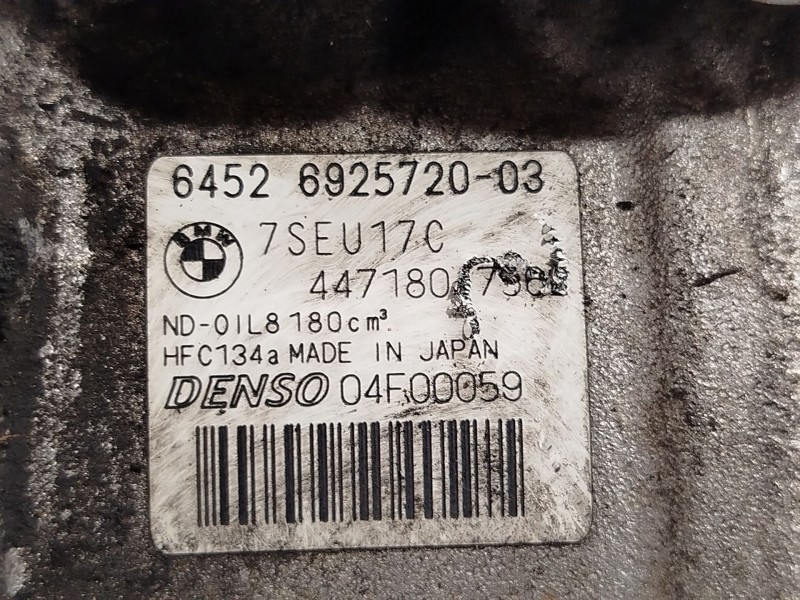 6452 6925720-03
BMW
7SEU17C
447180
ND-OIL8 180cm³.
HFC134a MADE IN JAPAN
DENSO 04F00059